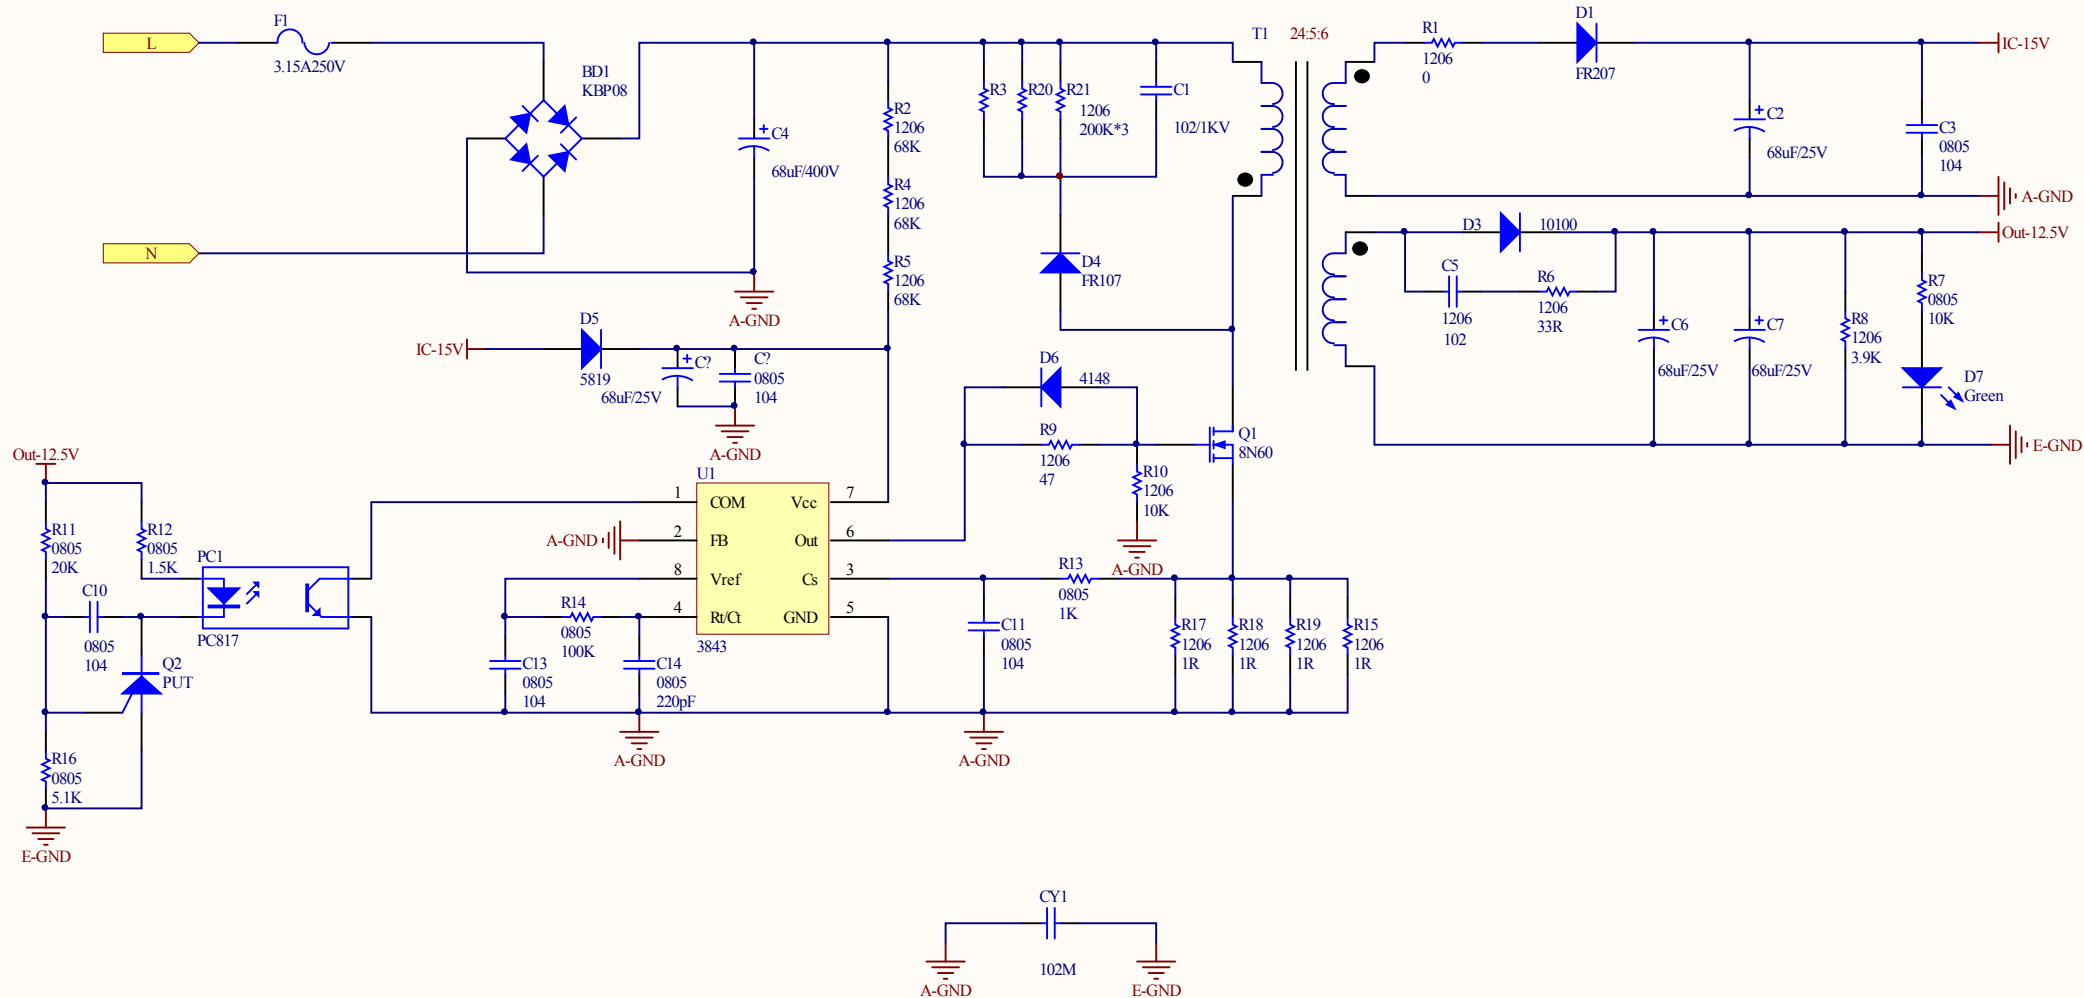 L
F1
3.15A250V
N
BD1
KBP08
C4
68uF/400V
A-GND
R2
1206
68K
R4
1206
68K
R5
1206
68K
R3
R20
R21
1206
200K*3
C1
102/1KV
D4
FR107
T1
24:5:6
R1
1206
0
D1
FR207
C2
68uF/25V
C3
0805
104
IC-15V
A-GND
D3
10100
C5
1206
102
R6
1206
33R
C6
68uF/25V
C7
68uF/25V
R8
1206
3.9K
R7
0805
10K
D7
Green
Out-12.5V
E-GND
IC-15V
D5
5819
C?
68uF/25V
C?
0805
104
A-GND
D6
4148
R9
1206
47
R10
1206
10K
A-GND
Q1
8N60
U1
1
COM
Vcc
7
2
FB
Out
6
8
Vref
Cs
3
4
Rt/Ct
GND
5
3843
A-GND
Out-12.5V
R11
0805
20K
R12
0805
1.5K
PC1
PC817
C10
0805
104
Q2
PUT
R16
0805
5.1K
E-GND
R14
0805
100K
C13
0805
104
C14
0805
220pF
A-GND
R13
0805
1K
C11
0805
104
A-GND
R17
1206
1R
R18
1206
1R
R19
1206
1R
R15
1206
1R
CY1
102M
A-GND
E-GND